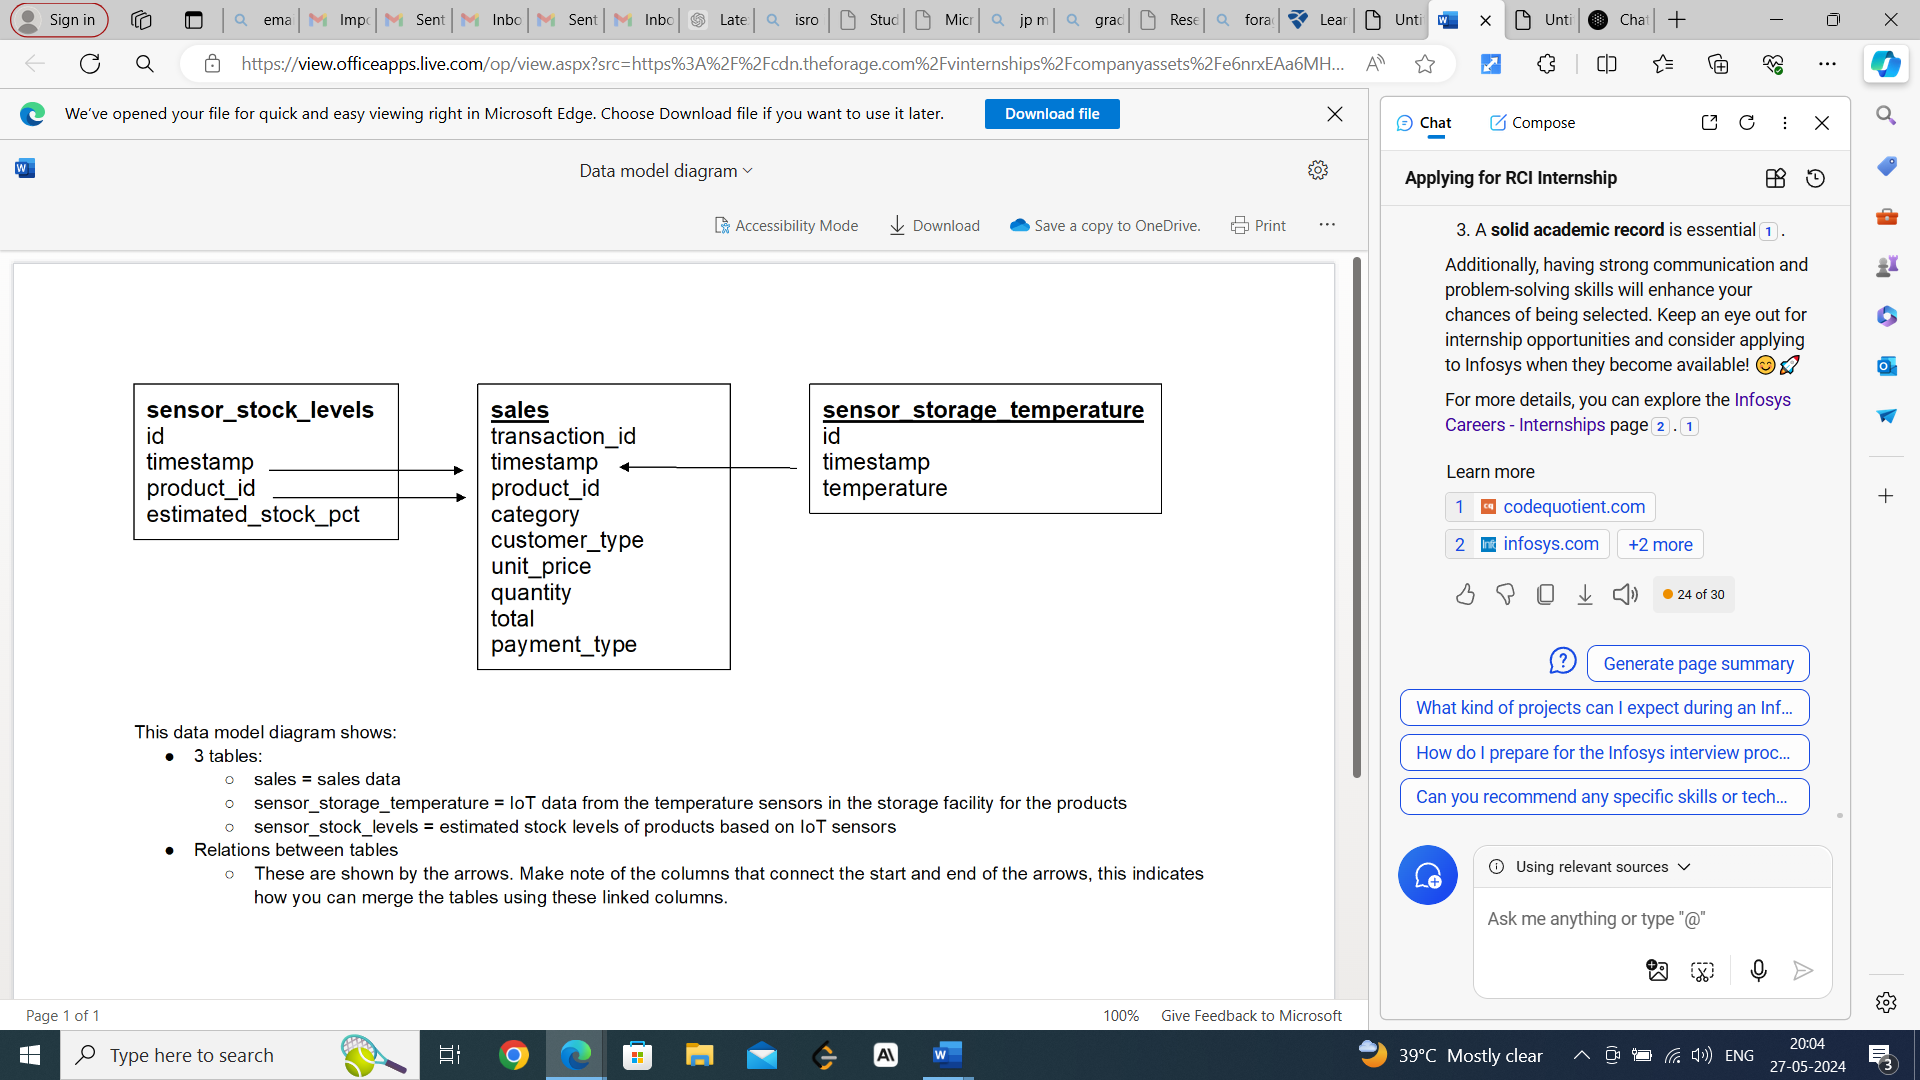 Sign in
ema
Impo
Sent
Inbo
Sent
Inbo
Late
isro
Stud
Micr
jp m
grad
Rese
fora
Lear
Unti
Unti
Chat
https://view.officeapps.live.com/op/view.aspx?src=https%3A%2F%2Fcdn.theforage.com%2Fvinternships%2Fcompanyassets%2Fe6nrxEAa6MH...
We've opened your file for quick and easy viewing right in Microsoft Edge. Choose Download file if you want to use it later.
Download file
Data model diagram
Accessibility Mode
Download
Save a copy to OneDrive.
Print
sensor_stock_levels
id
timestamp
product_id
estimated_stock_pct
sales
transaction_id
timestamp
product_id
category
customer_type
unit_price
quantity
total
payment_type
sensor_storage_temperature
id
timestamp
temperature
This data model diagram shows:
● 3 tables:
○ sales = sales data
○ sensor_storage_temperature = IoT data from the temperature sensors in the storage facility for the products
○ sensor_stock_levels = estimated stock levels of products based on IoT sensors
● Relations between tables
○ These are shown by the arrows. Make note of the columns that connect the start and end of the arrows, this indicates
how you can merge the tables using these linked columns.
Page 1 of 1
100%
Give Feedback to Microsoft
Chat
Compose
Applying for RCI Internship
3. A solid academic record is essential 1 .
Additionally, having strong communication and
problem-solving skills will enhance your
chances of being selected. Keep an eye out for
internship opportunities and consider applying
to Infosys when they become available! 😊🚀
For more details, you can explore the Infosys
Careers - Internships page 2 . 1
Learn more
1 codequotient.com
2 infosys.com
+2 more
24 of 30
Generate page summary
What kind of projects can I expect during an Inf...
How do I prepare for the Infosys interview proc...
Can you recommend any specific skills or tech...
Using relevant sources
Ask me anything or type "@"
Type here to search
39°C Mostly clear
ENG
20:04
27-05-2024
3